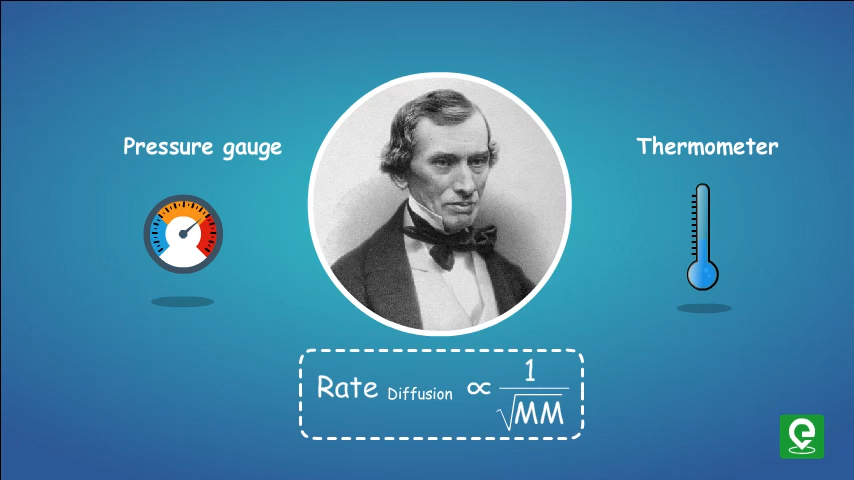 Pressure gauge
Thermometer
Rate Diffusion ∝ 1/√MM